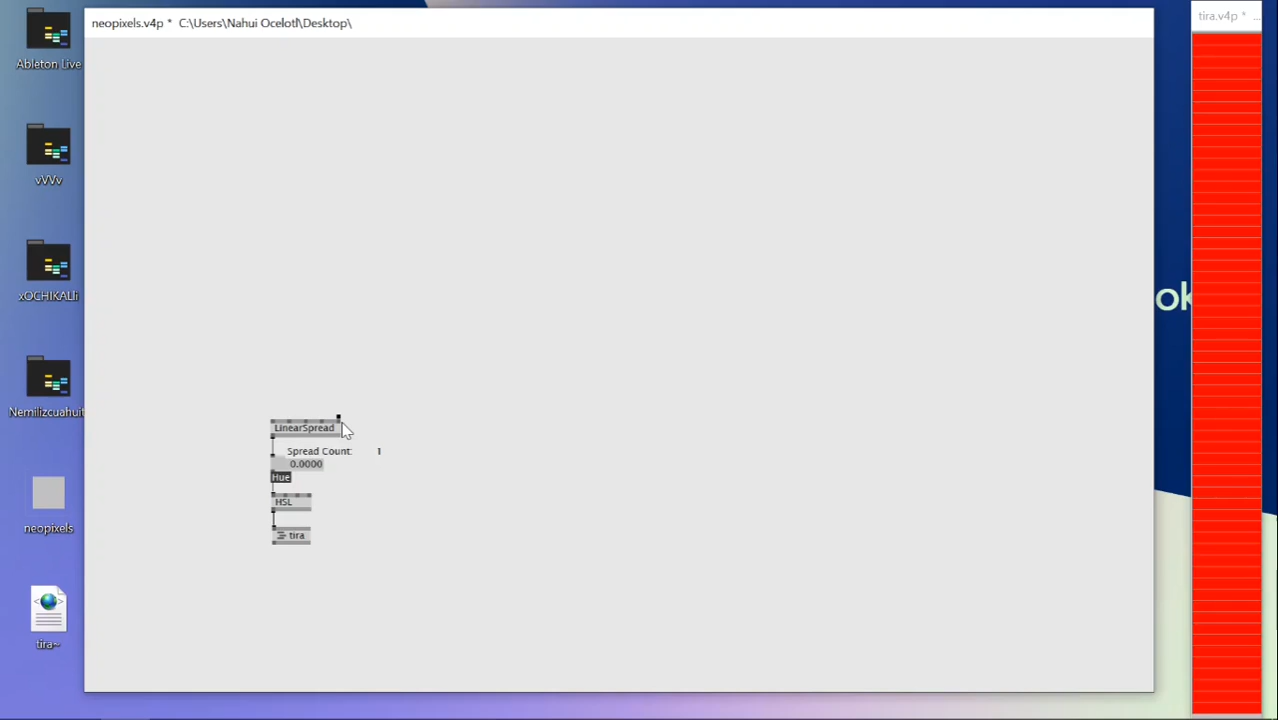 neopixels.v4p * C:\Users\Nahui Ocelotl\Desktop\
tira.v4p * ...
Ableton Live
vVVv
xOCHIKALli
Nemilizcuahuit
neopixels
tira~
ok
LinearSpread
Spread Count: 1
0.0000
Hue
HSL
tira